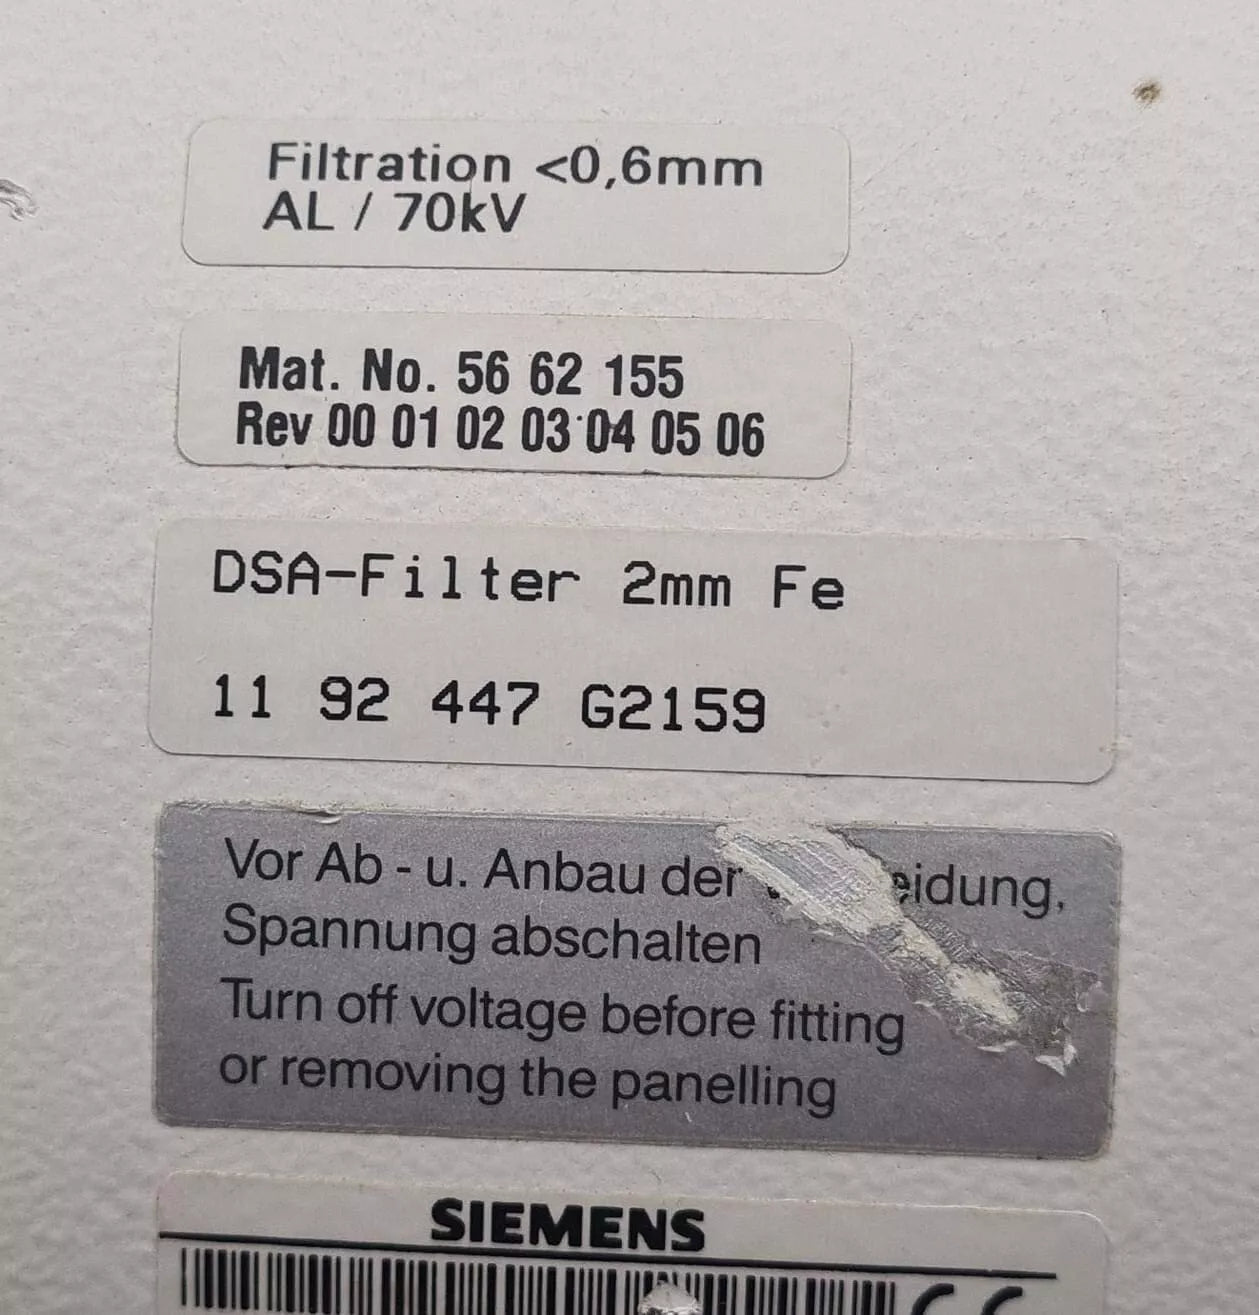 Filtration <0,6mm
AL / 70kV
Mat. No. 56 62 155
Rev 00 01 02 03 04 05 06
DSA-Filter 2mm Fe
11 92 447 G2159
Vor Ab - u. Anbau der
Spannung abschalten
Turn off voltage before fitting
or removing the panelling
SIEMENS
CE